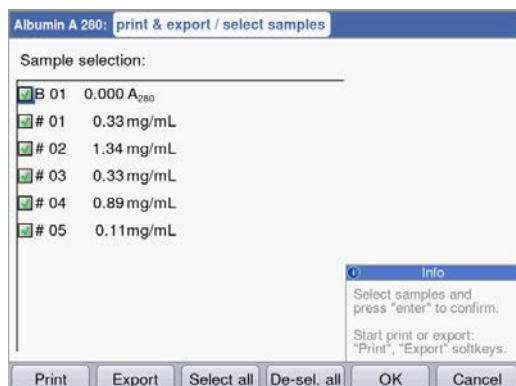 Albumin A 280: print & export / select samples
Sample selection:
B 01 0.000 A₂₈₀
# 01 0.33 mg/mL
# 02 1.34 mg/mL
# 03 0.33 mg/mL
# 04 0.89 mg/mL
# 05 0.11mg/mL
Info
Select samples and
press "enter" to confirm.
Start print or export:
"Print", "Export" softkeys.
Print Export Select all De-sel. all OK Cancel